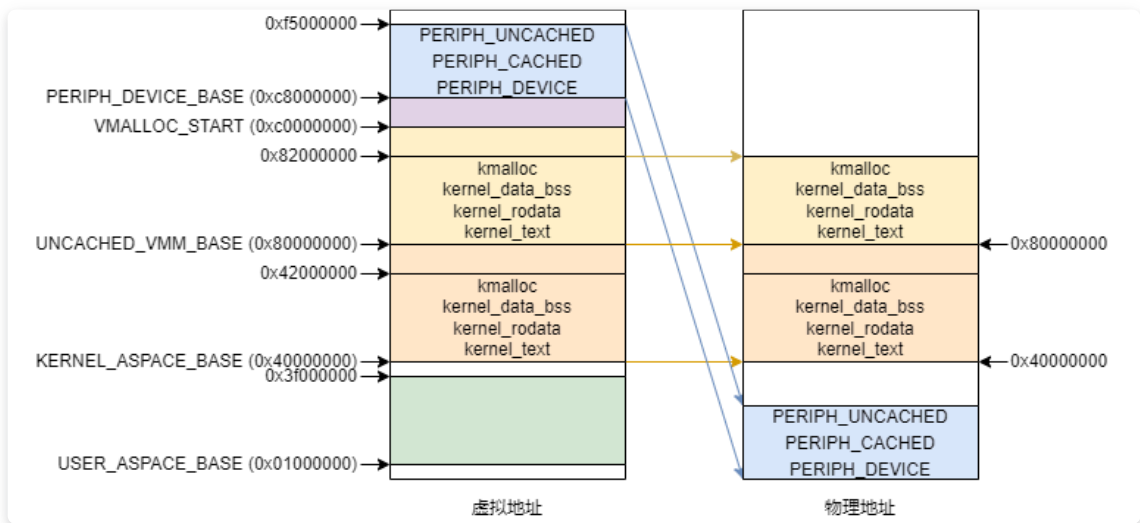 0xf5000000
PERIPH_UNCACHED
PERIPH_CACHED
PERIPH_DEVICE
PERIPH_DEVICE_BASE (0xc8000000)
VMALLOC_START (0xc0000000)
0x82000000
kmalloc
kernel_data_bss
kernel_rodata
kernel_text
UNCACHED_VMM_BASE (0x80000000)
0x42000000
kmalloc
kernel_data_bss
kernel_rodata
kernel_text
KERNEL_ASPACE_BASE (0x40000000)
0x3f000000
USER_ASPACE_BASE (0x01000000)
虚拟地址
kmalloc
kernel_data_bss
kernel_rodata
kernel_text
0x80000000
kmalloc
kernel_data_bss
kernel_rodata
kernel_text
0x40000000
PERIPH_UNCACHED
PERIPH_CACHED
PERIPH_DEVICE
物理地址